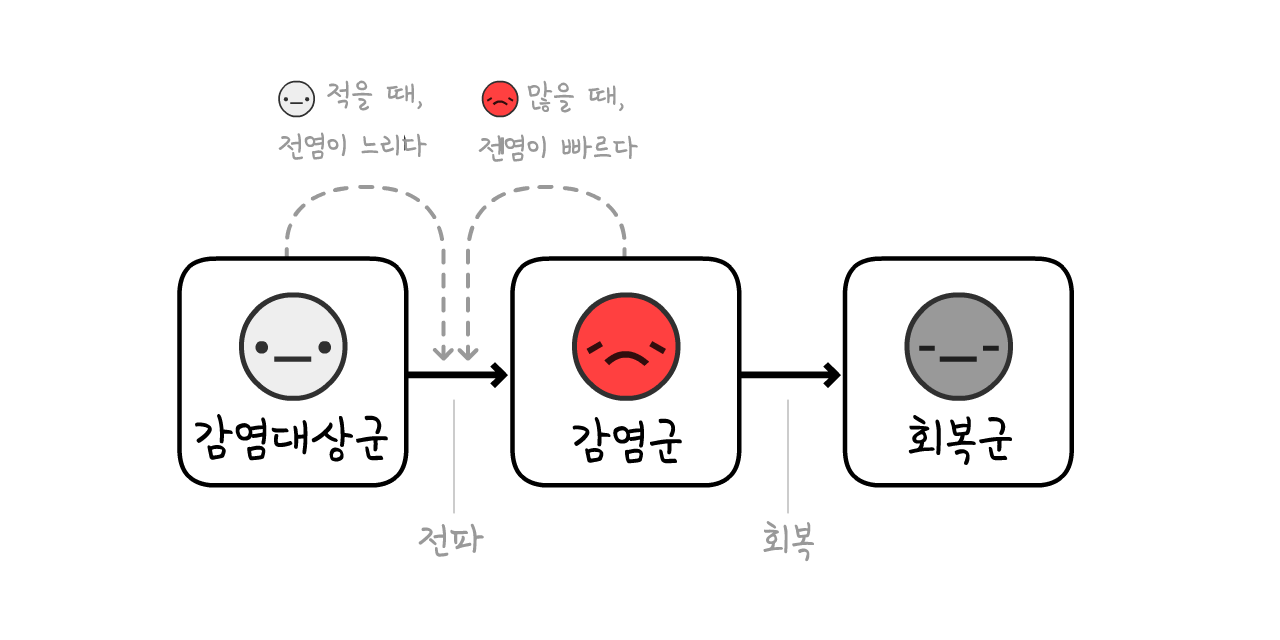 적을 때,
전염이 느리다
많을 때,
전염이 빠르다
감염대상군
감염군
회복군
전파
회복